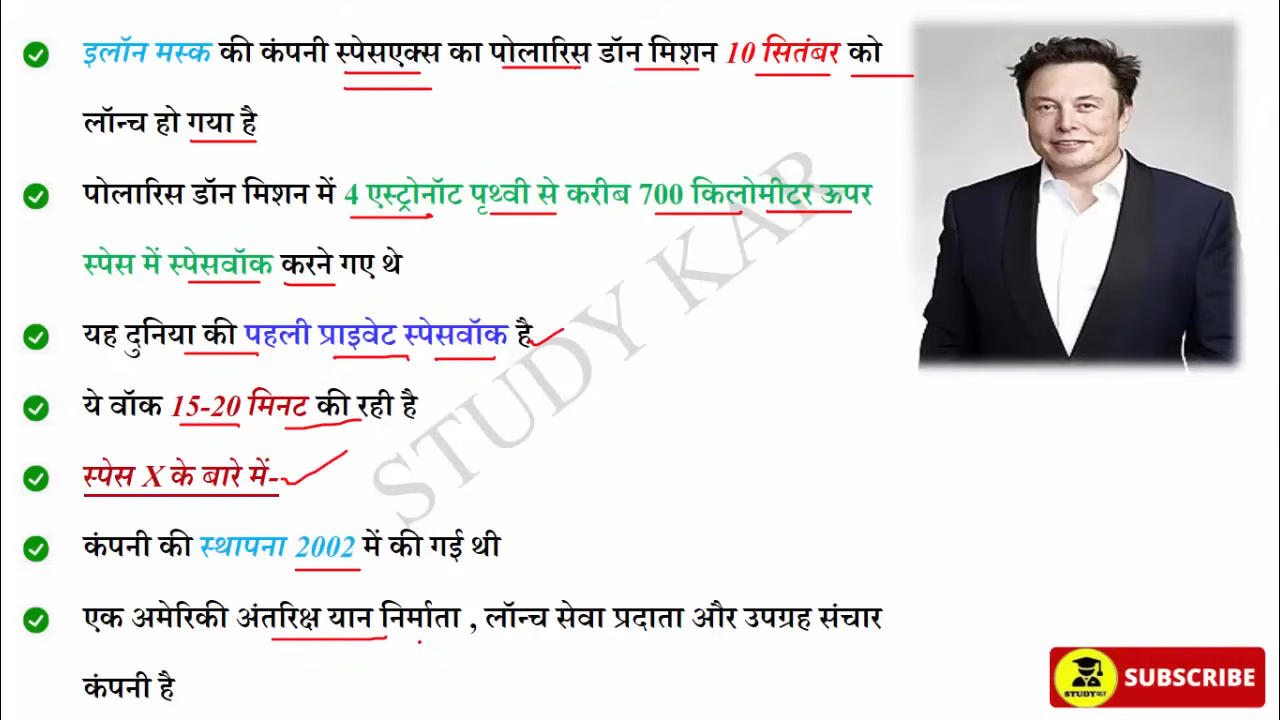 इलॉन मस्क की कंपनी स्पेसएक्स का पोलारिस डॉन मिशन 10 सितंबर को
लॉन्च हो गया है
पोलारिस डॉन मिशन में 4 एस्ट्रोनॉट पृथ्वी से करीब 700 किलोमीटर ऊपर
स्पेस में स्पेसवॉक करने गए थे
यह दुनिया की पहली प्राइवेट स्पेसवॉक है
ये वॉक 15-20 मिनट की रही है
स्पेस X के बारे में-
कंपनी की स्थापना 2002 में की गई थी
एक अमेरिकी अंतरिक्ष यान निर्माता , लॉन्च सेवा प्रदाता और उपग्रह संचार
कंपनी है
STUDY KAR
STUDYकर
SUBSCRIBE